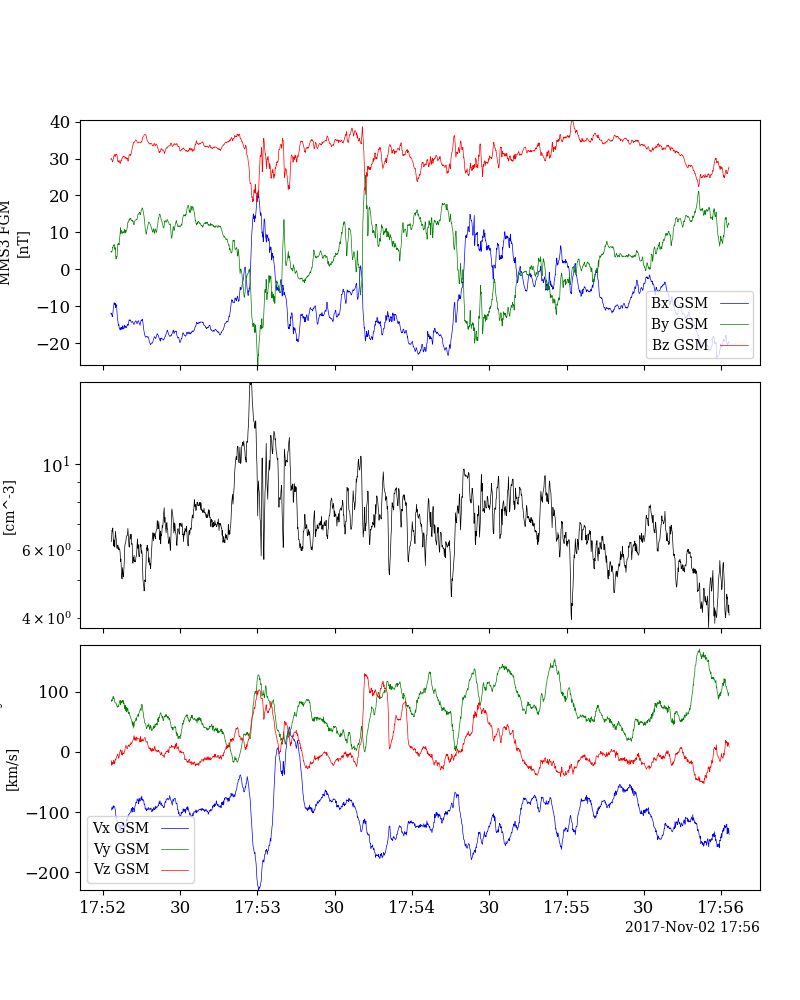 40
30
20
10
0
−10
−20
MMS3 FGM
[nT]
Bx GSM
By GSM
Bz GSM
10¹
6 × 10⁰
4 × 10⁰
[cm^-3]
100
0
−100
−200
[km/s]
Vx GSM
Vy GSM
Vz GSM
17:52 30 17:53 30 17:54 30 17:55 30 17:56
2017-Nov-02 17:56